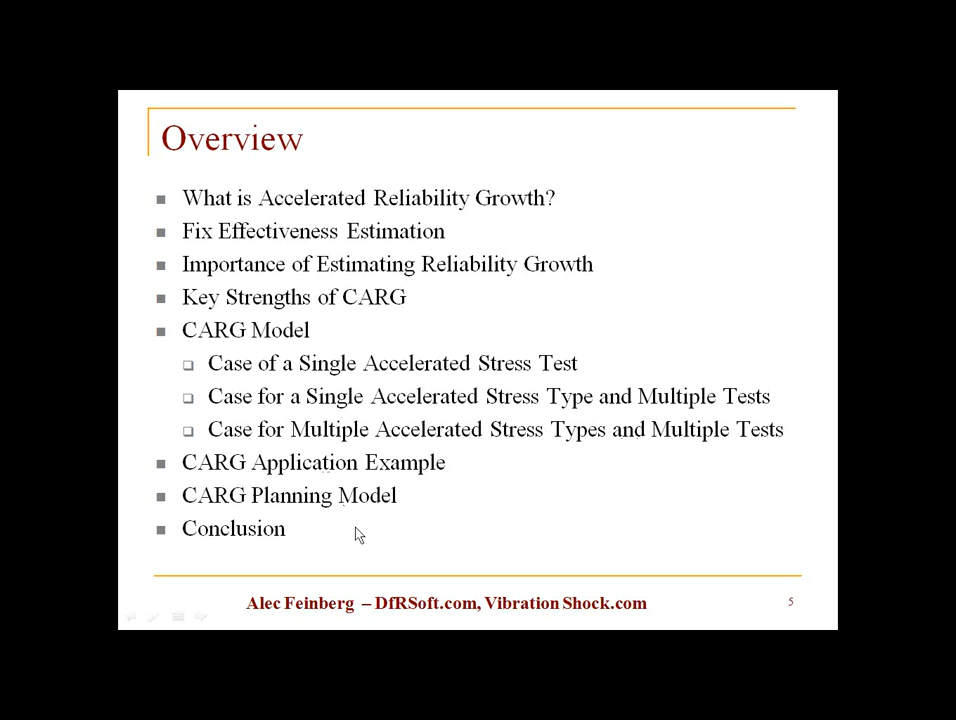 Overview
What is Accelerated Reliability Growth?
Fix Effectiveness Estimation
Importance of Estimating Reliability Growth
Key Strengths of CARG
CARG Model
Case of a Single Accelerated Stress Test
Case for a Single Accelerated Stress Type and Multiple Tests
Case for Multiple Accelerated Stress Types and Multiple Tests
CARG Application Example
CARG Planning Model
Conclusion
Alec Feinberg – DfRSoft.com, Vibration Shock.com
5